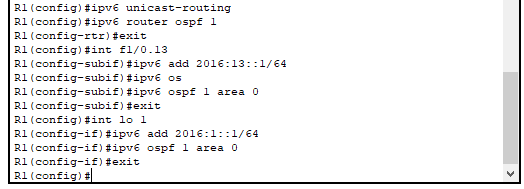 R1(config)#ipv6 unicast-routing
R1(config)#ipv6 router ospf 1
R1(config-rtr)#exit
R1(config)#int f1/0.13
R1(config-subif)#ipv6 add 2016:13::1/64
R1(config-subif)#ipv6 os
R1(config-subif)#ipv6 ospf 1 area 0
R1(config-subif)#exit
R1(config)#int lo 1
R1(config-if)#ipv6 add 2016:1::1/64
R1(config-if)#ipv6 ospf 1 area 0
R1(config-if)#exit
R1(config)#